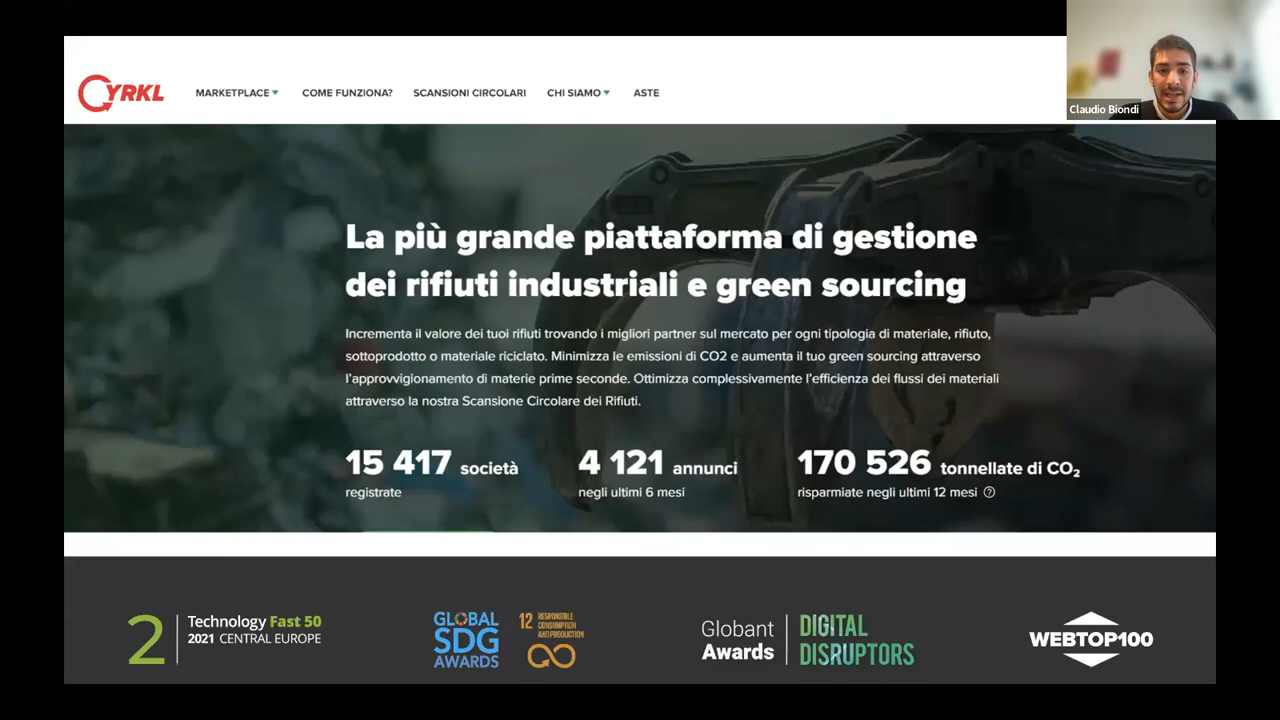 CYRKL
MARKETPLACE COME FUNZIONA? SCANSIONI CIRCOLARI CHI SIAMO ASTE
Claudio Biondi
La più grande piattaforma di gestione
dei rifiuti industriali e green sourcing
Incrementa il valore dei tuoi rifiuti trovando i migliori partner sul mercato per ogni tipologia di materiale, rifiuto,
sottoprodotto o materiale riciclato. Minimizza le emissioni di CO2 e aumenta il tuo green sourcing attraverso
l'approvvigionamento di materie prime seconde. Ottimizza complessivamente l'efficienza dei flussi dei materiali
attraverso la nostra Scansione Circolare dei Rifiuti.
15 417 società
registrate
4 121 annunci
negli ultimi 6 mesi
170 526 tonnellate di CO₂
risparmiate negli ultimi 12 mesi ?
2
Technology Fast 50
2021 CENTRAL EUROPE
GLOBAL
SDG
AWARDS
12 RESPONSIBLE
CONSUMPTION
AND PRODUCTION
Globant
Awards
DIGITAL
DISRUPTORS
WEBTOP100